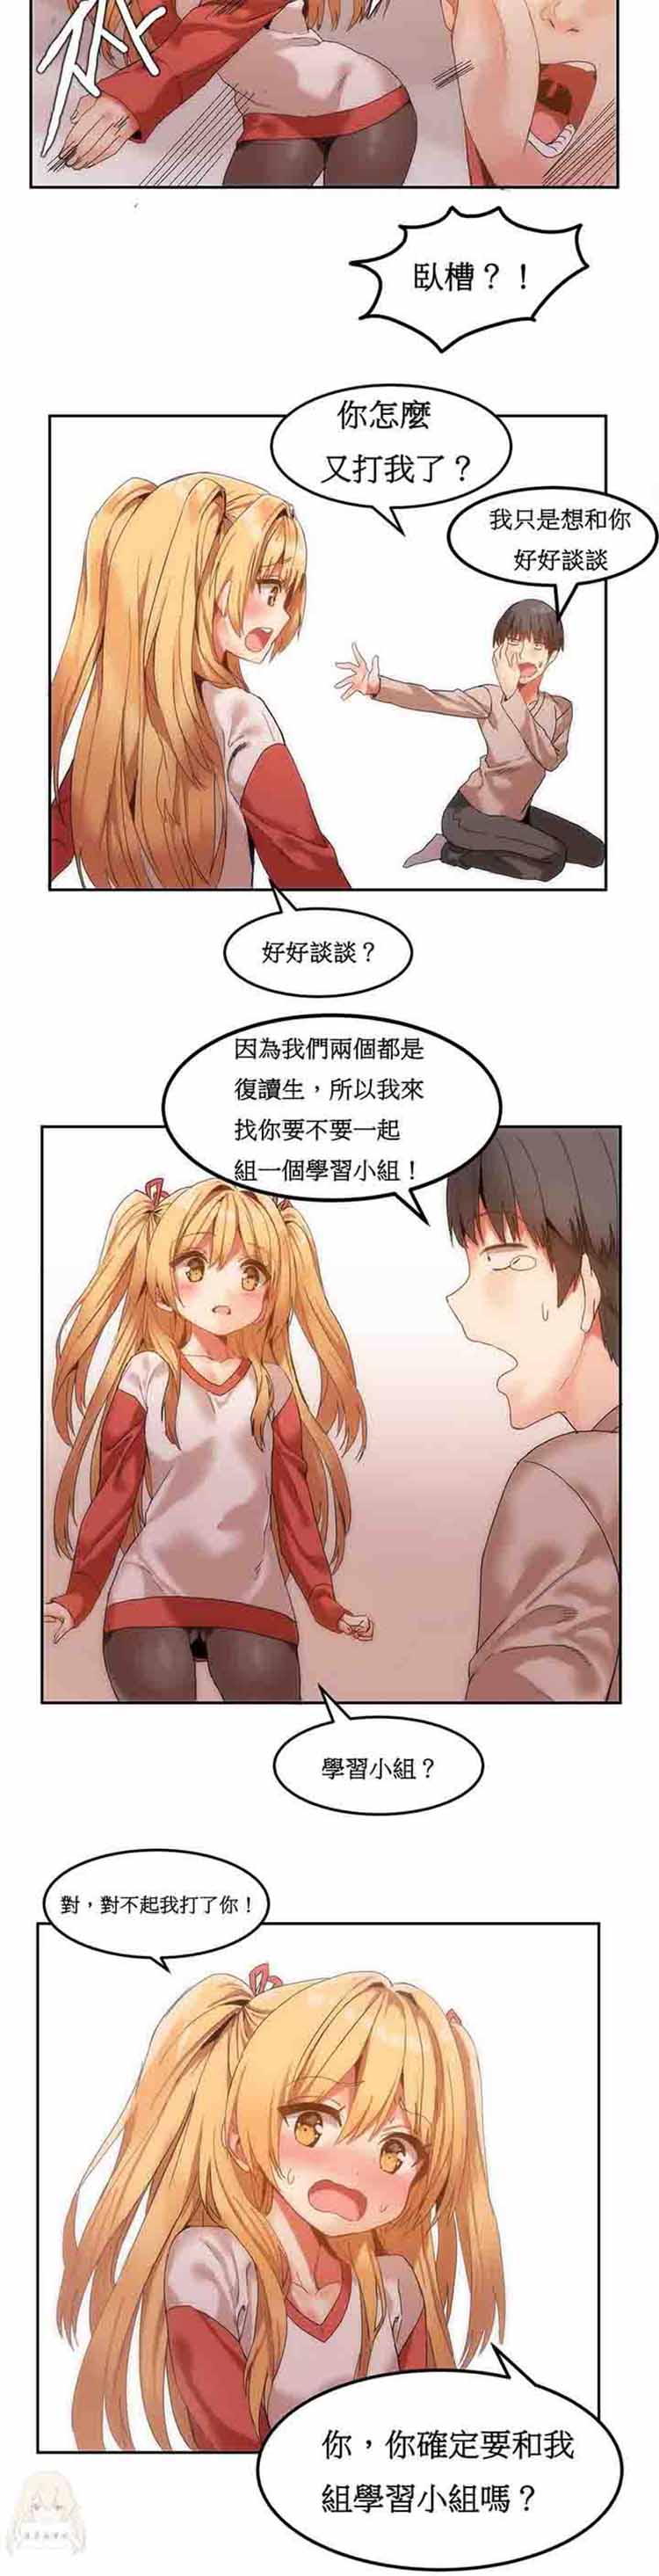 臥槽？！
你怎麼
又打我了？
我只是想和你
好好談談
好好談談？
因為我們兩個都是
復讀生，所以我來
找你要不要一起
組一個學習小組！
學習小組？
對，對不起我打了你！
你，你確定要和我
組學習小組嗎？